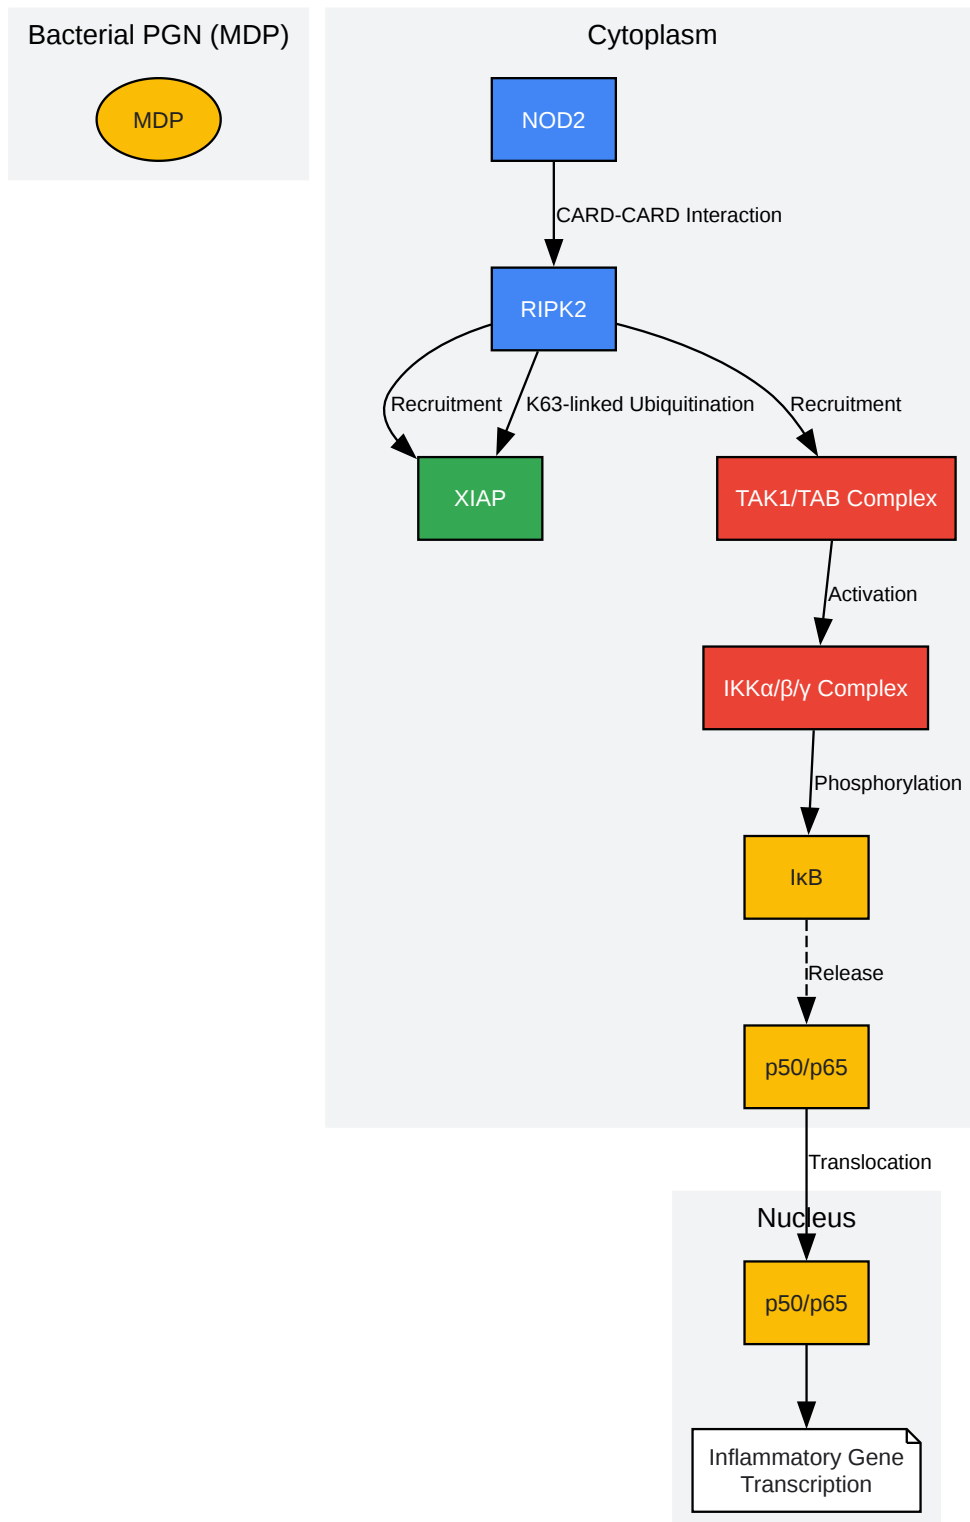 Bacterial PGN (MDP)
MDP
Cytoplasm
NOD2
CARD-CARD Interaction
RIPK2
Recruitment
K63-linked Ubiquitination
Recruitment
XIAP
TAK1/TAB Complex
Activation
IKKα/β/γ Complex
Phosphorylation
IκB
Release
p50/p65
Translocation
Nucleus
p50/p65
Inflammatory Gene
Transcription